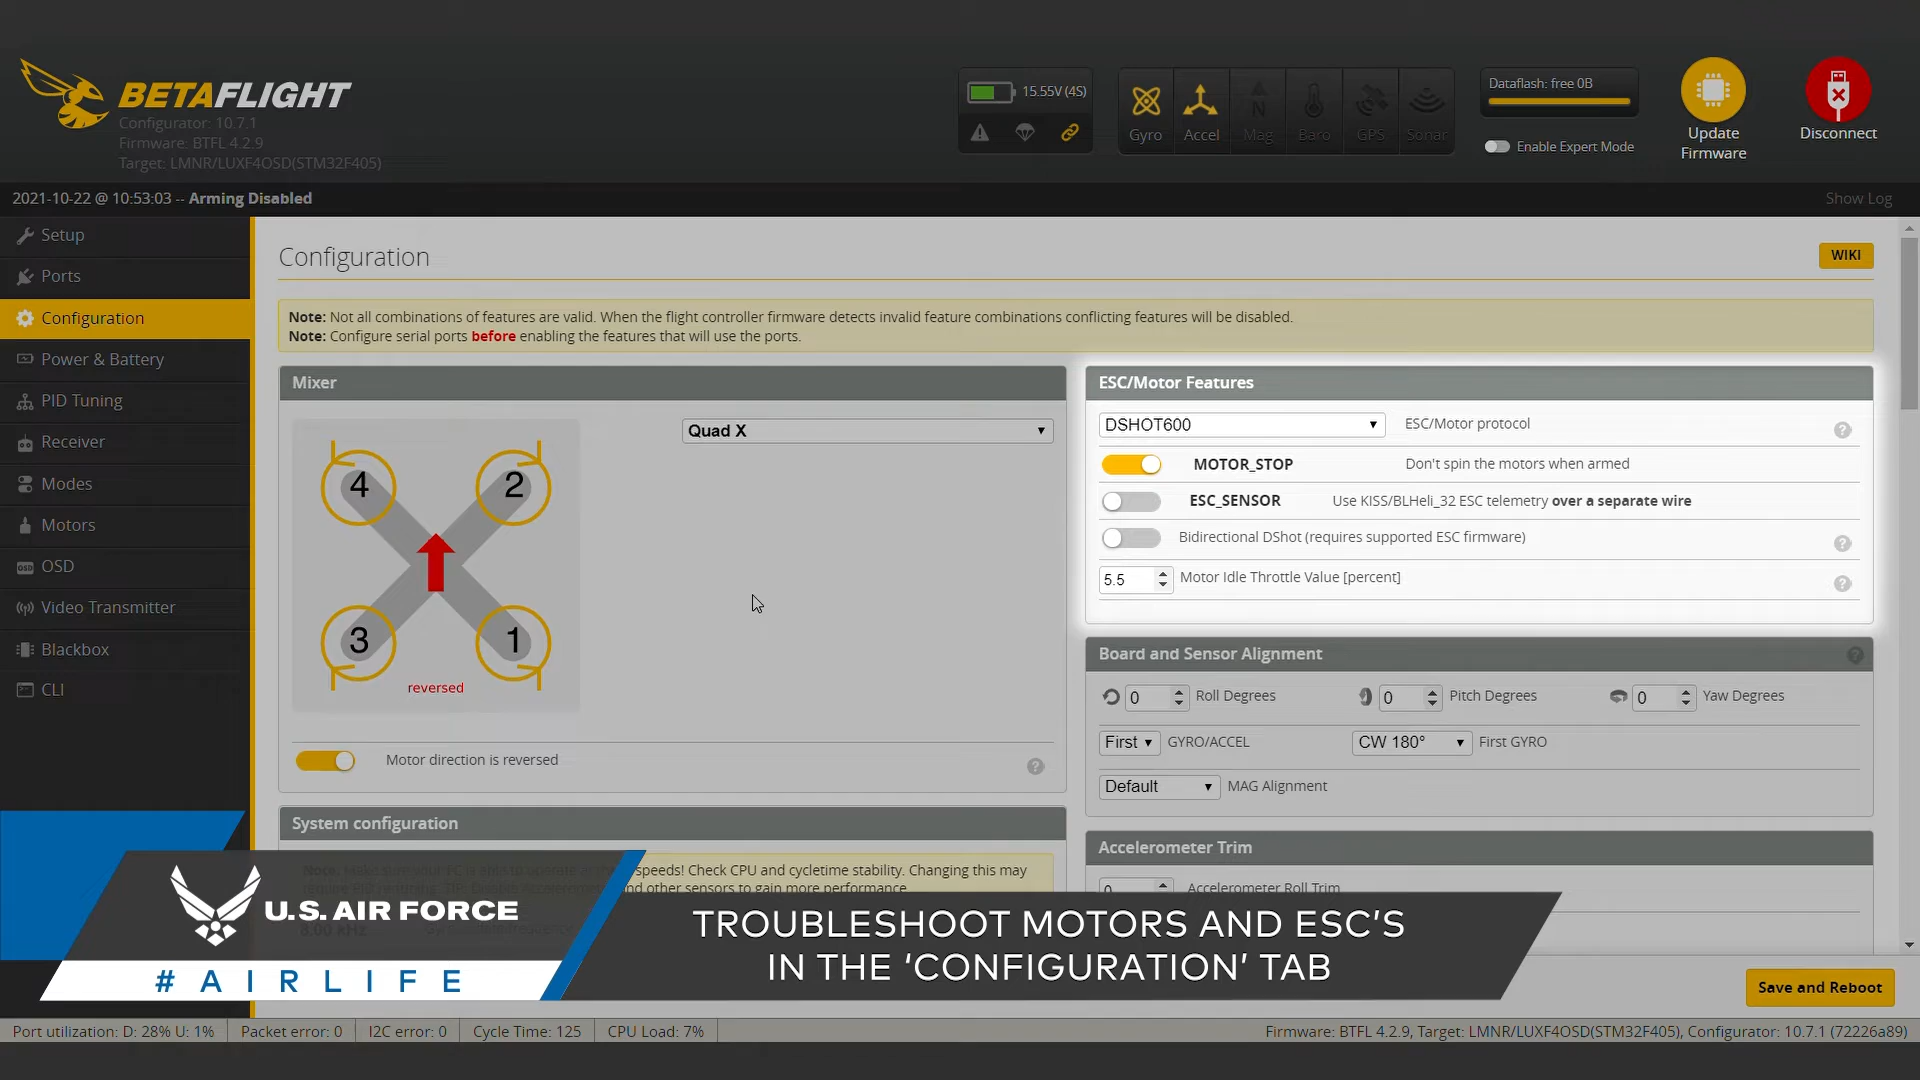 BETAFLIGHT
Configurator: 10.7.1
Firmware: BTFL 4.2.9
Target: LMNR/LUXF4OSD(STM32F405)
15.55V (4S)
Gyro
Accel
Mag
Baro
GPS
Sonar
Dataflash: free 0B
Enable Expert Mode
Update
Firmware
Disconnect
2021-10-22 @ 10:53:03 -- Arming Disabled
Show Log
Setup
Ports
Configuration
Power & Battery
PID Tuning
Receiver
Modes
Motors
OSD
Video Transmitter
Blackbox
CLI
Configuration
WIKI
Note: Not all combinations of features are valid. When the flight controller firmware detects invalid feature combinations conflicting features will be disabled.
Note: Configure serial ports before enabling the features that will use the ports.
Mixer
Quad X
4
2
3
1
reversed
Motor direction is reversed
System configuration
speeds! Check CPU and cycletime stability. Changing this may
and other sensors to gain more performance
ESC/Motor Features
DSHOT600
ESC/Motor protocol
MOTOR_STOP
Don't spin the motors when armed
ESC_SENSOR
Use KISS/BLHeli_32 ESC telemetry over a separate wire
Bidirectional DShot (requires supported ESC firmware)
5.5
Motor Idle Throttle Value [percent]
Board and Sensor Alignment
0 Roll Degrees
0 Pitch Degrees
0 Yaw Degrees
First GYRO/ACCEL
CW 180° First GYRO
Default MAG Alignment
Accelerometer Trim
0 Accelerometer Roll Trim
U.S. AIR FORCE
#AIRLIFE
TROUBLESHOOT MOTORS AND ESC'S
IN THE 'CONFIGURATION' TAB
Save and Reboot
Port utilization: D: 28% U: 1%
Packet error: 0
I2C error: 0
Cycle Time: 125
CPU Load: 7%
Firmware: BTFL 4.2.9, Target: LMNR/LUXF4OSD(STM32F405), Configurator: 10.7.1 (72226a89)